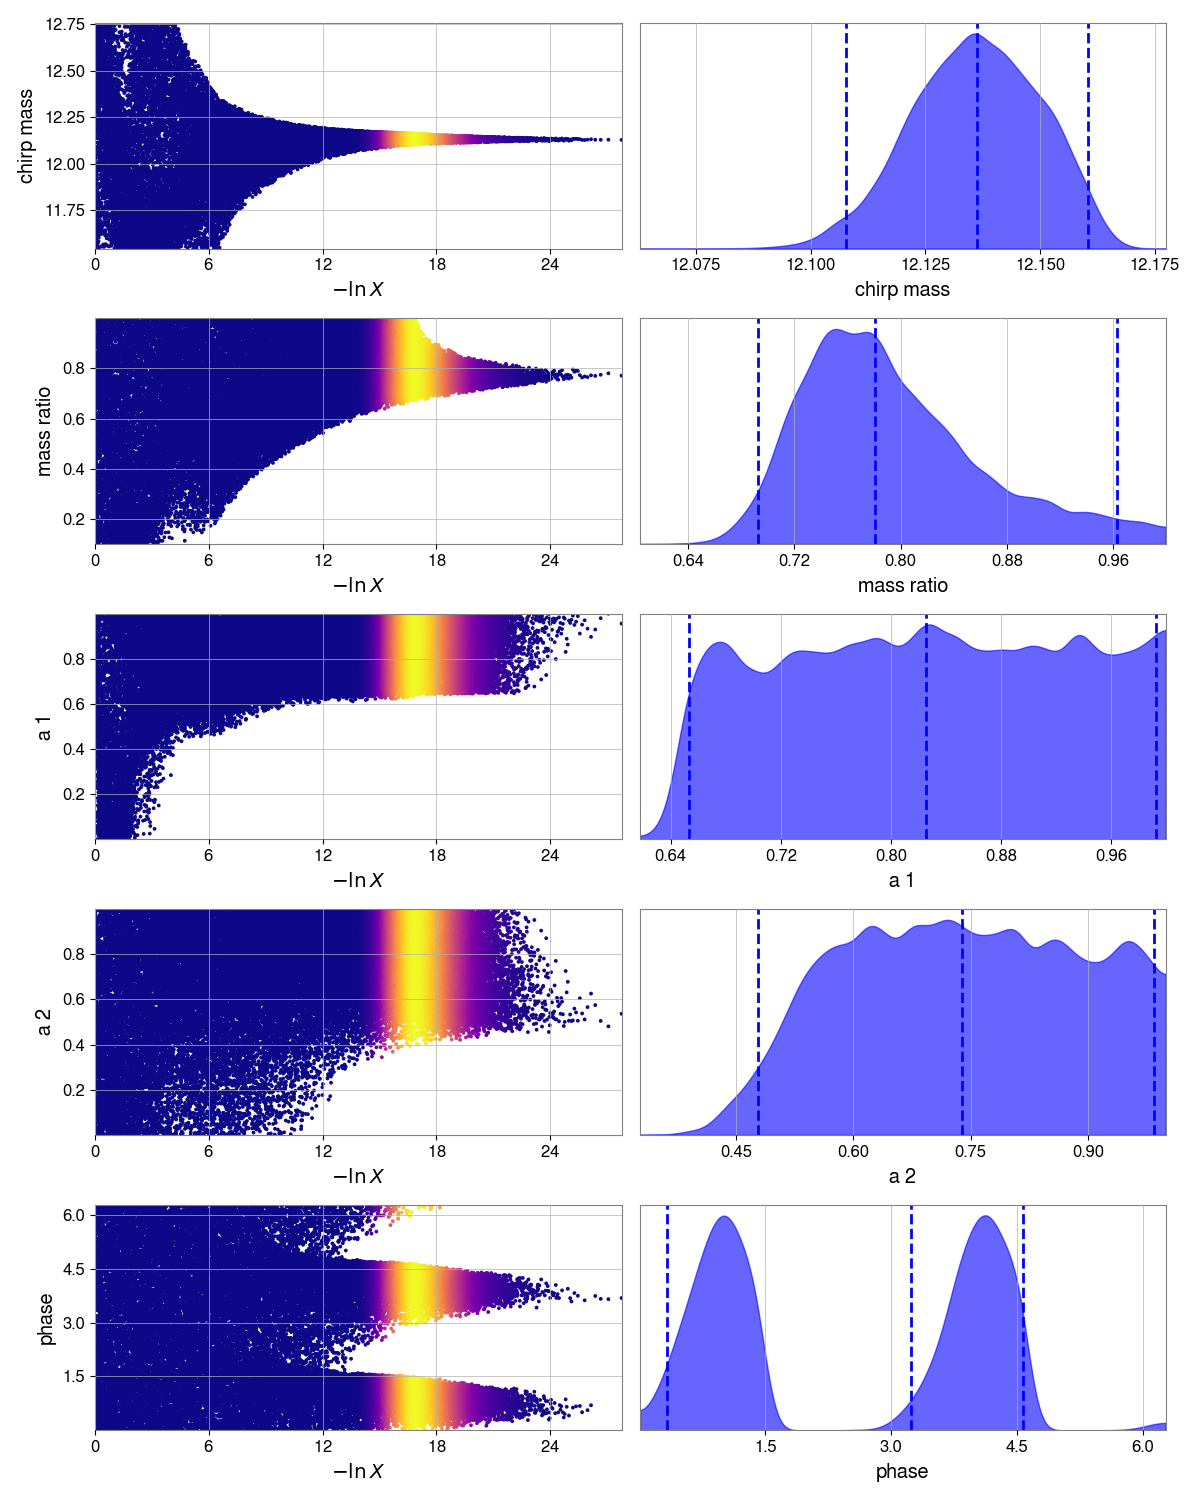 12.75
12.50
12.25
12.00
11.75
chirp mass
0 6 12 18 24
−ln X
12.075 12.100 12.125 12.150 12.175
chirp mass
0.8
0.6
0.4
0.2
mass ratio
0 6 12 18 24
−ln X
0.64 0.72 0.80 0.88 0.96
mass ratio
0.8
0.6
0.4
0.2
a 1
0 6 12 18 24
−ln X
0.64 0.72 0.80 0.88 0.96
a 1
0.8
0.6
0.4
0.2
a 2
0 6 12 18 24
−ln X
0.45 0.60 0.75 0.90
a 2
6.0
4.5
3.0
1.5
phase
0 6 12 18 24
−ln X
1.5 3.0 4.5 6.0
phase